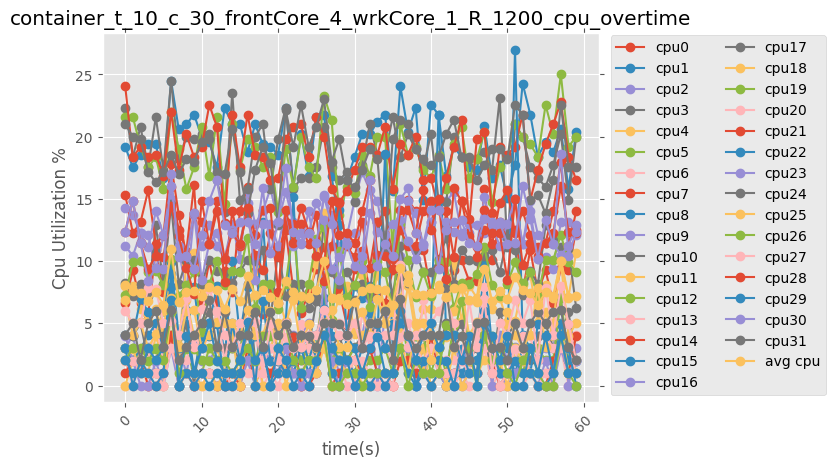 container_t_10_c_30_frontCore_4_wrkCore_1_R_1200_cpu_overtime
25
20
15
10
5
0
Cpu Utilization %
0 10 20 30 40 50 60
time(s)
cpu0 cpu17
cpu1 cpu18
cpu2 cpu19
cpu3 cpu20
cpu4 cpu21
cpu5 cpu22
cpu6 cpu23
cpu7 cpu24
cpu8 cpu25
cpu9 cpu26
cpu10 cpu27
cpu11 cpu28
cpu12 cpu29
cpu13 cpu30
cpu14 cpu31
cpu15 avg cpu
cpu16